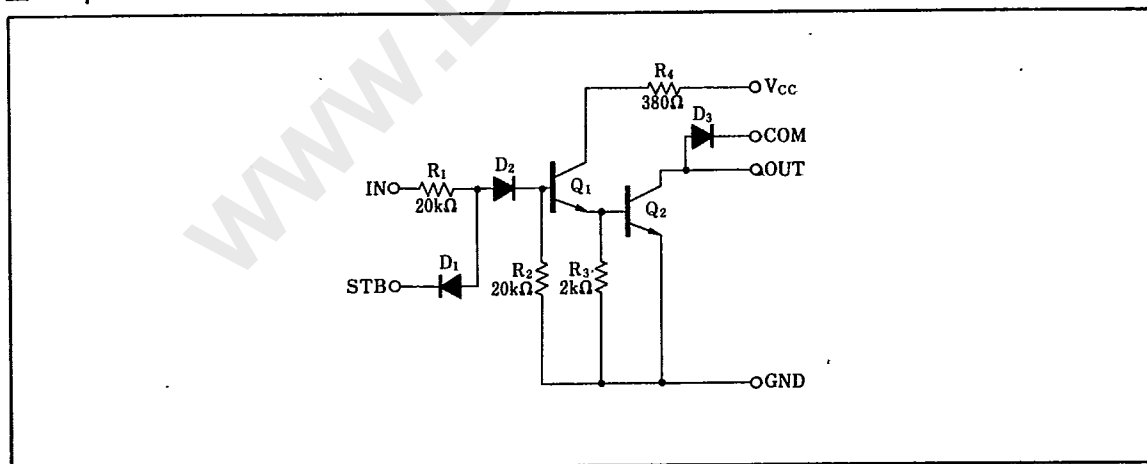 www.D
R4
380Ω
VCC
D3
COM
OUT
IN
R1
20kΩ
D2
Q1
Q2
STB
D1
R2
20kΩ
R3
2kΩ
GND